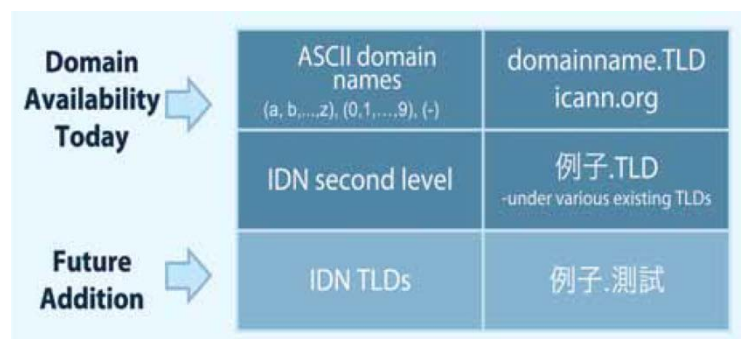 Domain
Availability
Today
ASCII domain
names
(a, b,...,z), (0,1,...,9), (-)
domainname.TLD
icann.org
IDN second level
例子.TLD
-under various existing TLDs
Future
Addition
IDN TLDs
例子.測試